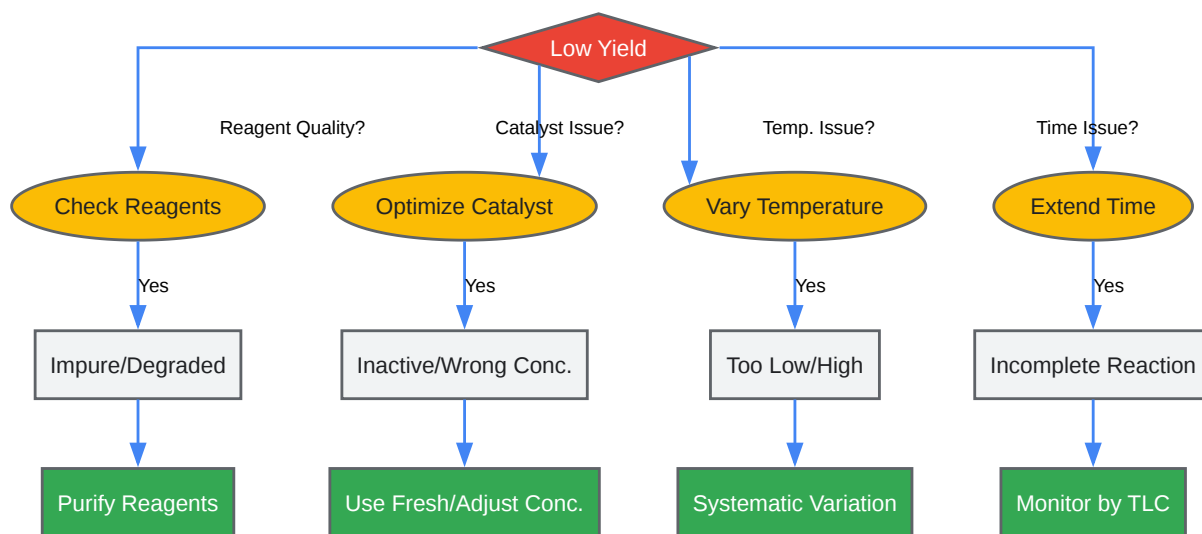 Low Yield
Reagent Quality?
Catalyst Issue?
Temp. Issue?
Time Issue?
Check Reagents
Optimize Catalyst
Vary Temperature
Extend Time
Yes
Yes
Yes
Yes
Impure/Degraded
Inactive/Wrong Conc.
Too Low/High
Incomplete Reaction
Purify Reagents
Use Fresh/Adjust Conc.
Systematic Variation
Monitor by TLC